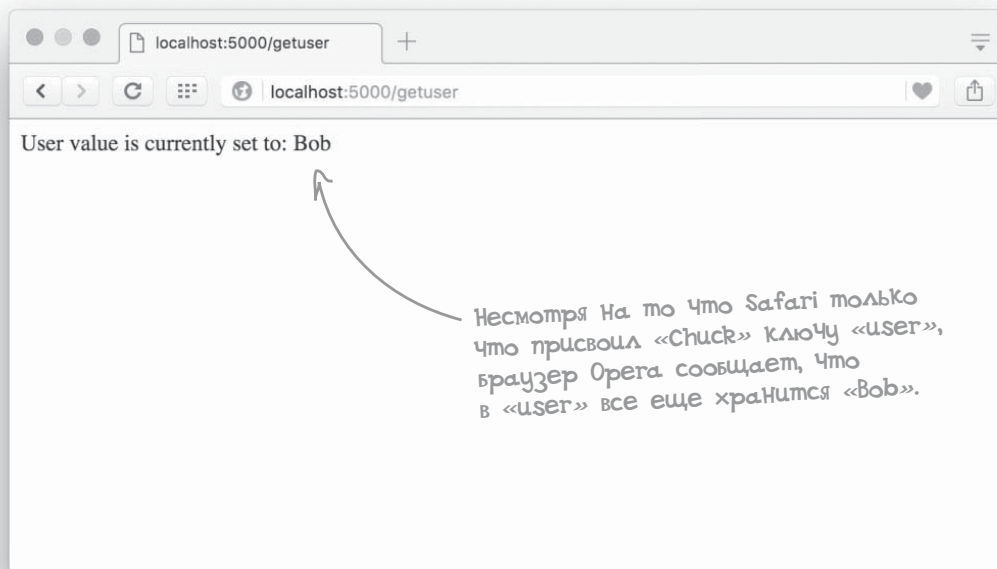 localhost:5000/getuser
localhost:5000/getuser
User value is currently set to: Bob
Несмотря на то что Safari только
что присвоил «Chuck» ключу «user»,
браузер Opera сообщает, что
в «user» все еще хранится «Bob».